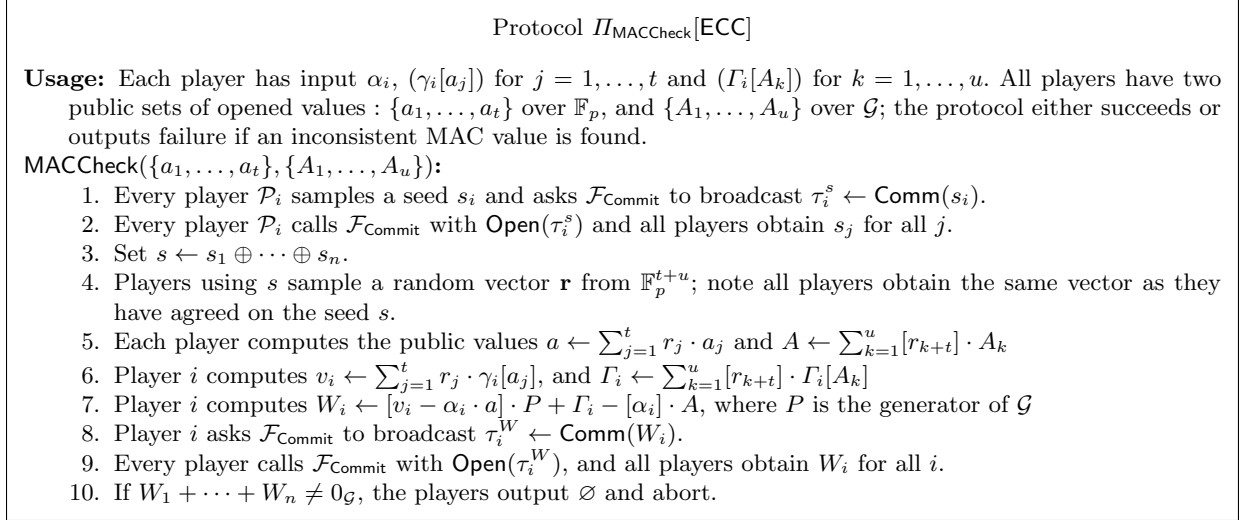 Protocol Π_MACCheck[ECC]
Usage: Each player has input α_i, (γ_i[a_j]) for j = 1, . . . , t and (Γ_i[A_k]) for k = 1, . . . , u. All players have two
public sets of opened values : {a_1, . . . , a_t} over 𝔽_p, and {A_1, . . . , A_u} over 𝒢; the protocol either succeeds or
outputs failure if an inconsistent MAC value is found.
MACCheck({a_1, . . . , a_t}, {A_1, . . . , A_u}):
1. Every player 𝒫_i samples a seed s_i and asks ℱ_Commit to broadcast τ_i^s ← Comm(s_i).
2. Every player 𝒫_i calls ℱ_Commit with Open(τ_i^s) and all players obtain s_j for all j.
3. Set s ← s_1 ⊕ · · · ⊕ s_n.
4. Players using s sample a random vector r from 𝔽_p^{t+u}; note all players obtain the same vector as they
have agreed on the seed s.
5. Each player computes the public values a ← ∑_{j=1}^t r_j · a_j and A ← ∑_{k=1}^u [r_{k+t}] · A_k
6. Player i computes v_i ← ∑_{j=1}^t r_j · γ_i[a_j], and Γ_i ← ∑_{k=1}^u [r_{k+t}] · Γ_i[A_k]
7. Player i computes W_i ← [v_i − α_i · a] · P + Γ_i − [α_i] · A, where P is the generator of 𝒢
8. Player i asks ℱ_Commit to broadcast τ_i^W ← Comm(W_i).
9. Every player calls ℱ_Commit with Open(τ_i^W), and all players obtain W_i for all i.
10. If W_1 + · · · + W_n ≠ 0_𝒢, the players output ∅ and abort.